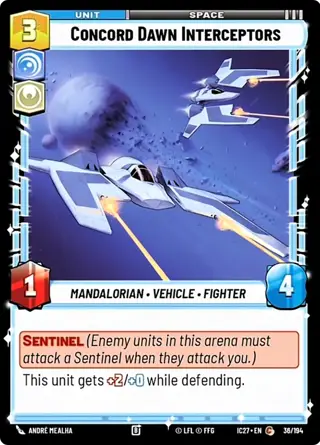 UNIT SPACE
3 CONCORD DAWN INTERCEPTORS
1 MANDALORIAN • VEHICLE • FIGHTER 4
SENTINEL (Enemy units in this arena must
attack a Sentinel when they attack you.)
This unit gets +2/+0 while defending.
ANDRÉ MEALHA © LFL © FFG IC27 • EN C 36/194